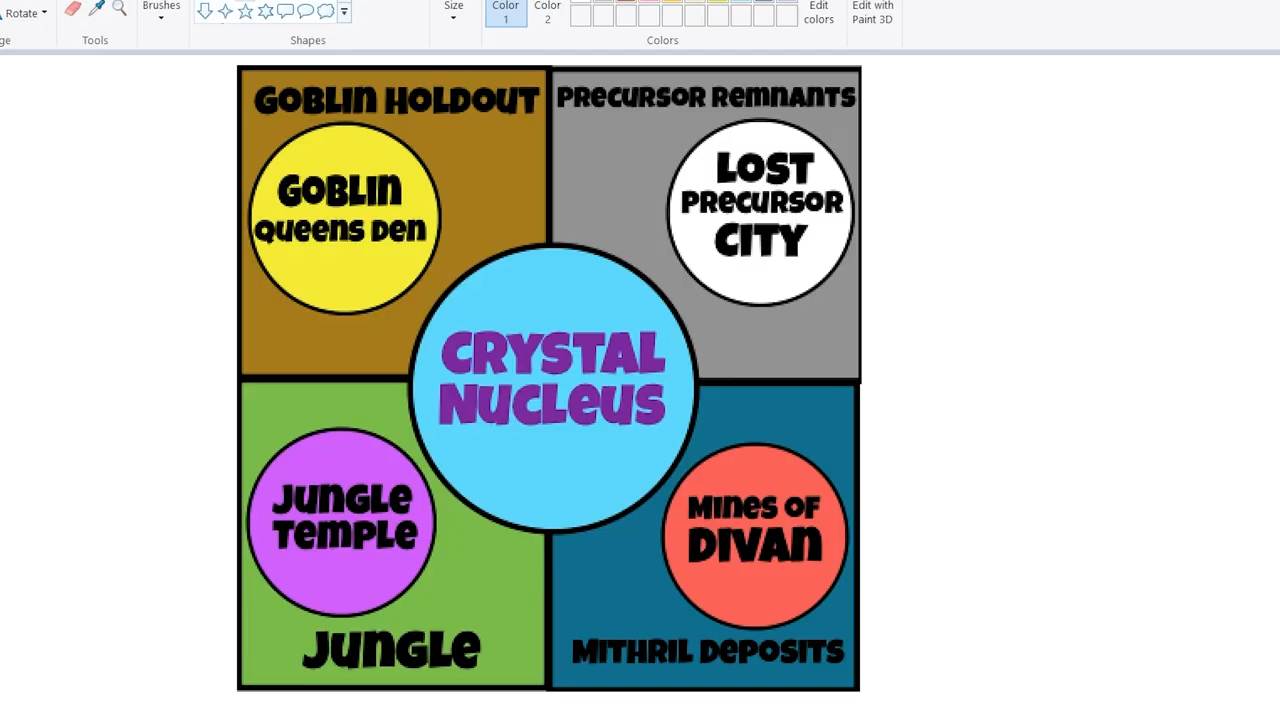 Rotate
Brushes
Size
Color
1
Color
2
Edit
colors
Edit with
Paint 3D
ge
Tools
Shapes
Colors
GOBLIN HOLDOUT
PRECURSOR REMNANTS
GOBLIN
QUEENS DEN
LOST
PRECURSOR
CITY
CRYSTAL
NUCLEUS
JUNGLE
TEMPLE
MINES OF
DIVAN
JUNGLE
MITHRIL DEPOSITS